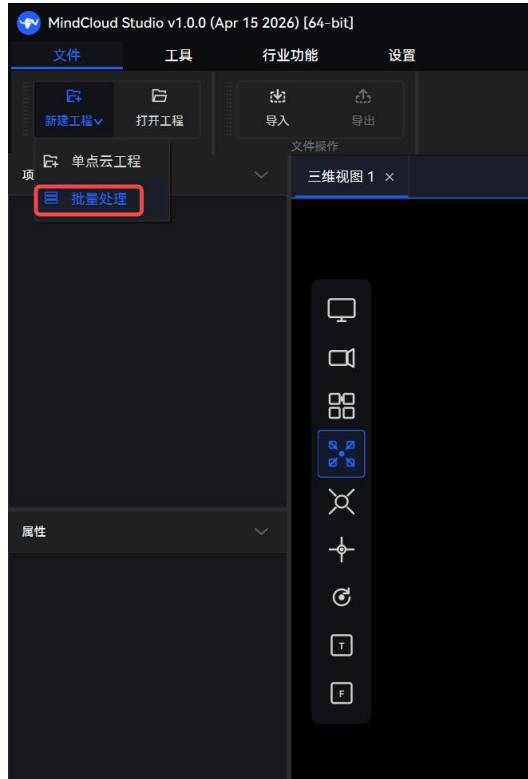 MindCloud Studio v1.0.0 (Apr 15 2026) [64-bit]
文件 工具 行业功能 设置
新建工程 打开工程 导入 导出
文件操作
单点云工程
批量处理
项
三维视图 1 ×
属性
T
F